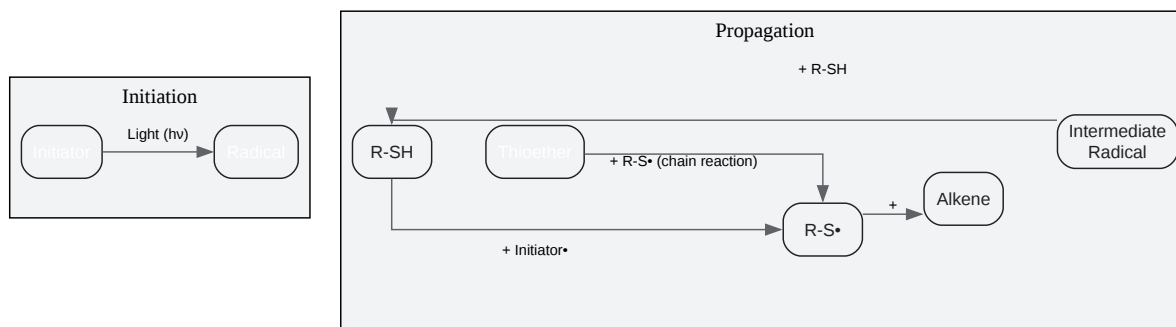 Initiation
Initiator
Light (hν)
Radical
Propagation
+ R-SH
R-SH
Thioether
+ R-S• (chain reaction)
Intermediate
Radical
+ Initiator•
R-S•
+
Alkene